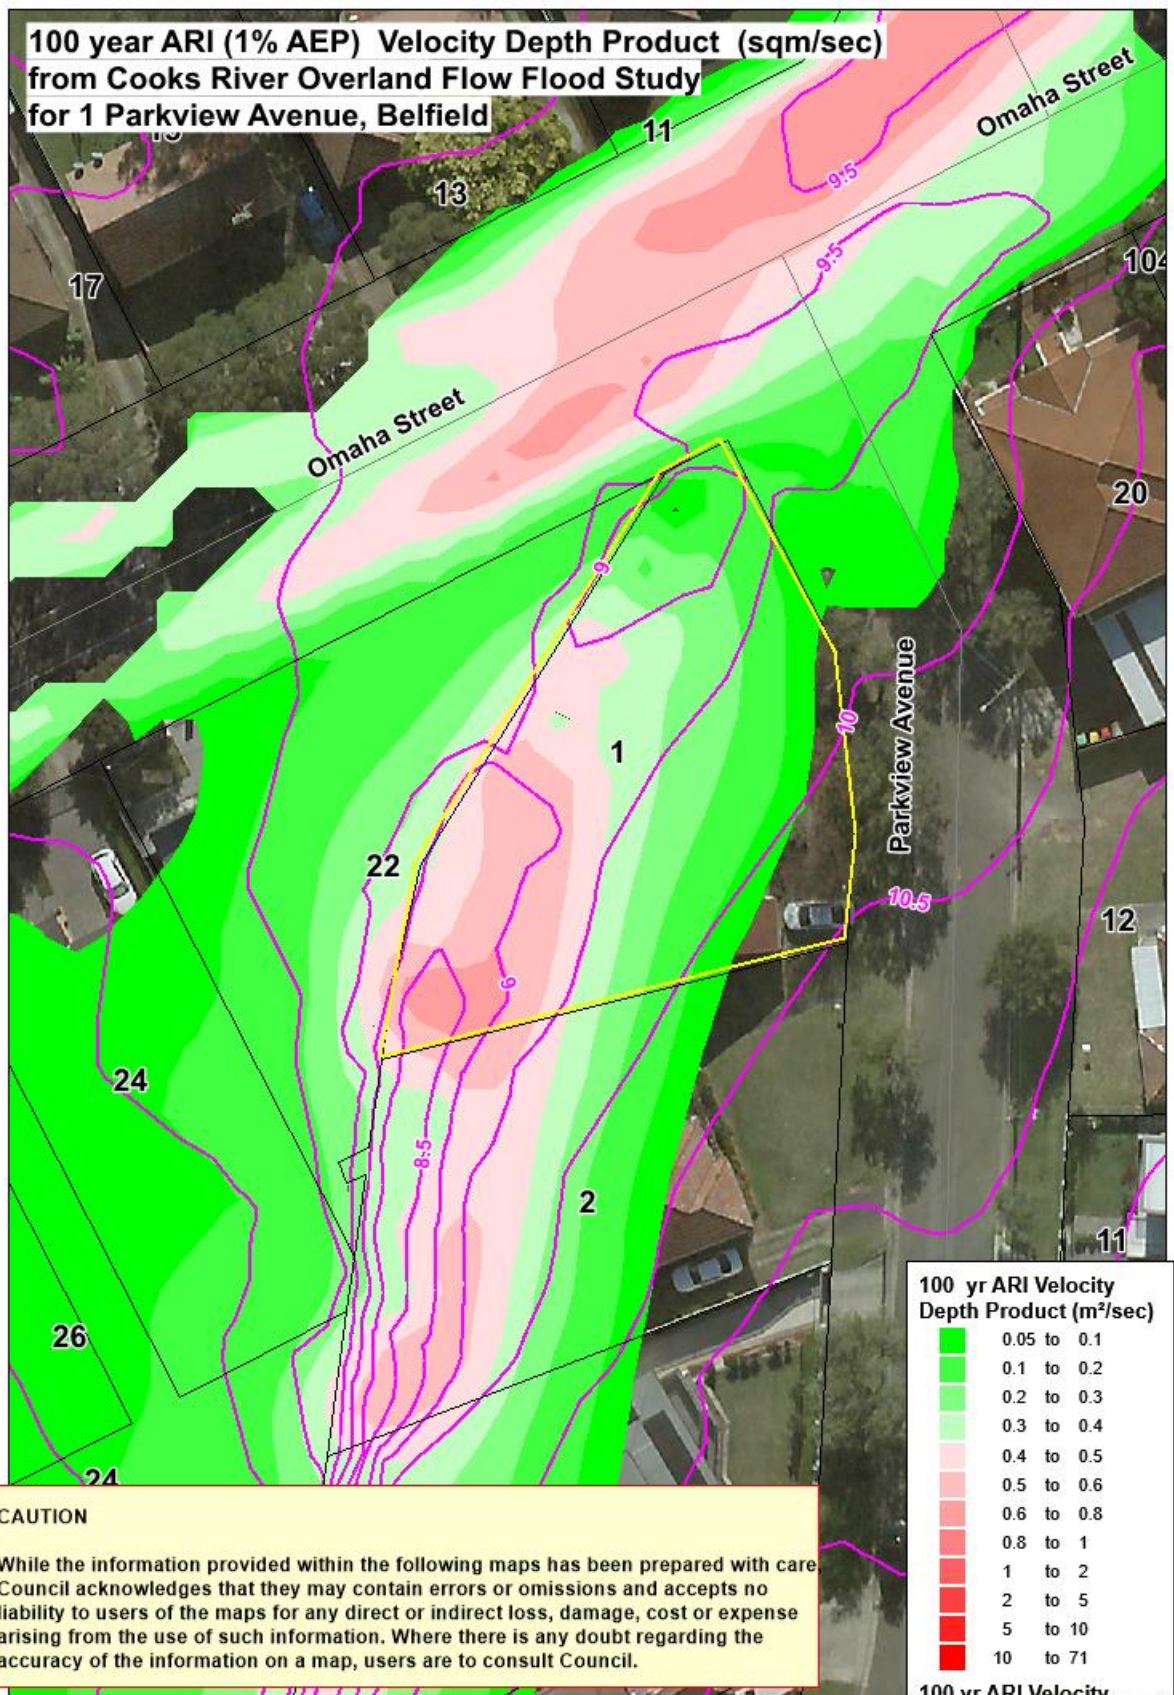 100 year ARI (1% AEP) Velocity Depth Product (sqm/sec)
from Cooks River Overland Flow Flood Study
for 1 Parkview Avenue, Belfield
11
13
17
Omaha Street
9.5
9.5
104
Omaha Street
20
9
1
10
Parkview Avenue
22
10.5
12
9
24
8.5
2
11
26
24
100 yr ARI Velocity
Depth Product (m²/sec)
0.05 to 0.1
0.1 to 0.2
0.2 to 0.3
0.3 to 0.4
0.4 to 0.5
0.5 to 0.6
0.6 to 0.8
0.8 to 1
1 to 2
2 to 5
5 to 10
10 to 71
100 yr ARI Velocity
CAUTION
While the information provided within the following maps has been prepared with care,
Council acknowledges that they may contain errors or omissions and accepts no
liability to users of the maps for any direct or indirect loss, damage, cost or expense
arising from the use of such information. Where there is any doubt regarding the
accuracy of the information on a map, users are to consult Council.